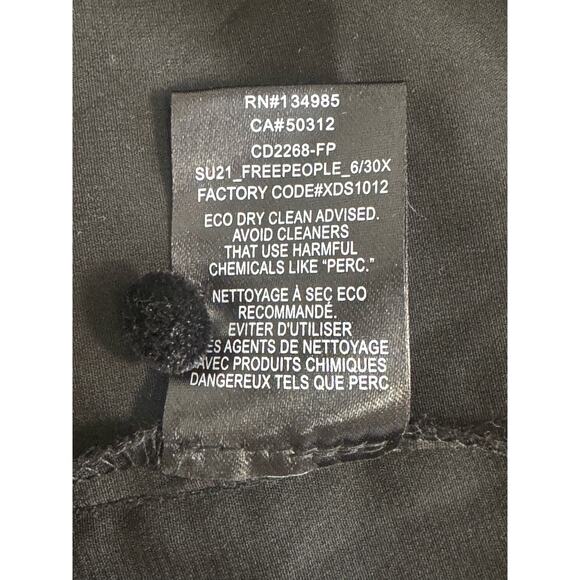 RN#134985
CA#50312
CD2268-FP
SU21_FREEPEOPLE_6/30X
FACTORY CODE#XDS1012
ECO DRY CLEAN ADVISED.
AVOID CLEANERS
THAT USE HARMFUL
CHEMICALS LIKE “PERC.”
NETTOYAGE À SEC ECO
RECOMMANDÉ.
EVITER D'UTILISER
AGENTS DE NETTOYAGE
AVEC PRODUITS CHIMIQUES
DANGEREUX TELS QUE PERC.